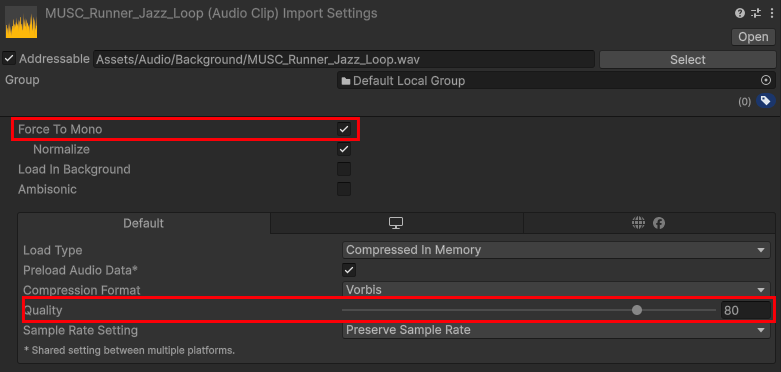 MUSC_Runner_Jazz_Loop (Audio Clip) Import Settings
Open
Addressable Assets/Audio/Background/MUSC_Runner_Jazz_Loop.wav Select
Group Default Local Group
(0)
Force To Mono
Normalize
Load In Background
Ambisonic
Default
Load Type Compressed In Memory
Preload Audio Data*
Compression Format Vorbis
Quality 80
Sample Rate Setting Preserve Sample Rate
* Shared setting between multiple platforms.